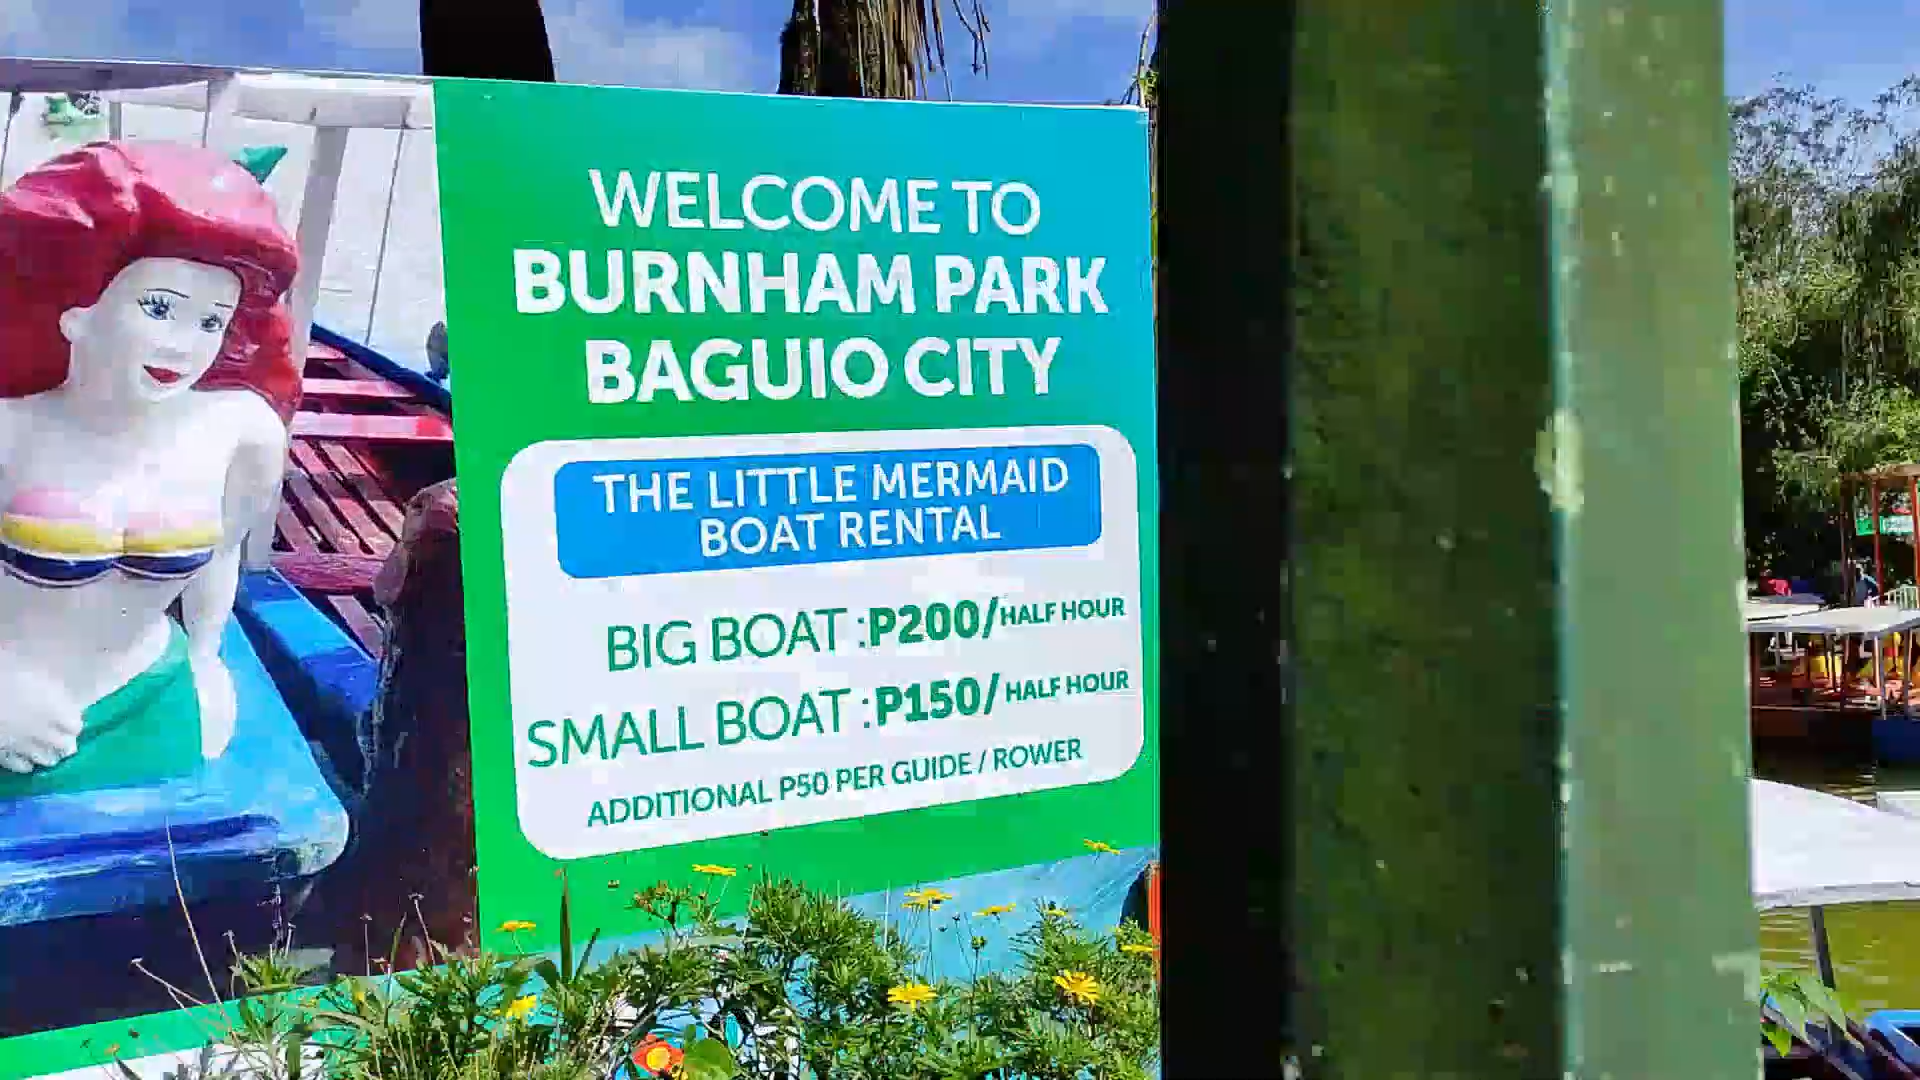 WELCOME TO
BURNHAM PARK
BAGUIO CITY
THE LITTLE MERMAID
BOAT RENTAL
BIG BOAT :P200/HALF HOUR
SMALL BOAT :P150/HALF HOUR
ADDITIONAL P50 PER GUIDE / ROWER